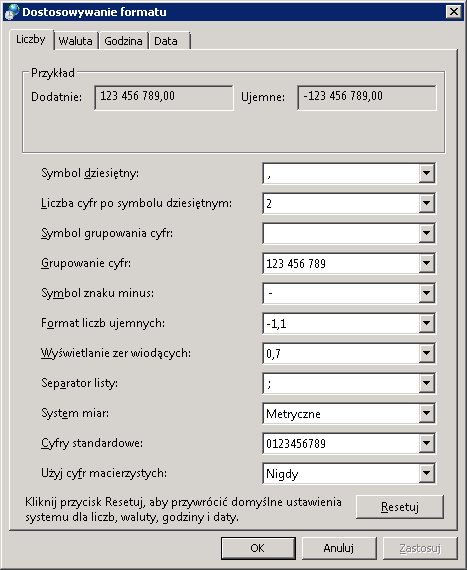 Dostosowywanie formatu
Liczby Waluta Godzina Data
Przykład
Dodatnie: 123 456 789,00 Ujemne: -123 456 789,00
Symbol dziesiętny: ,
Liczba cyfr po symbolu dziesiętnym: 2
Symbol grupowania cyfr:
Grupowanie cyfr: 123 456 789
Symbol znaku minus: -
Format liczb ujemnych: -1,1
Wyświetlanie zer wiodących: 0,7
Separator listy: ;
System miar: Metryczne
Cyfry standardowe: 0123456789
Użyj cyfr macierzystych: Nigdy
Kliknij przycisk Resetuj, aby przywrócić domyślne ustawienia
systemu dla liczb, waluty, godziny i daty.
Resetuj
OK Anuluj Zastosuj